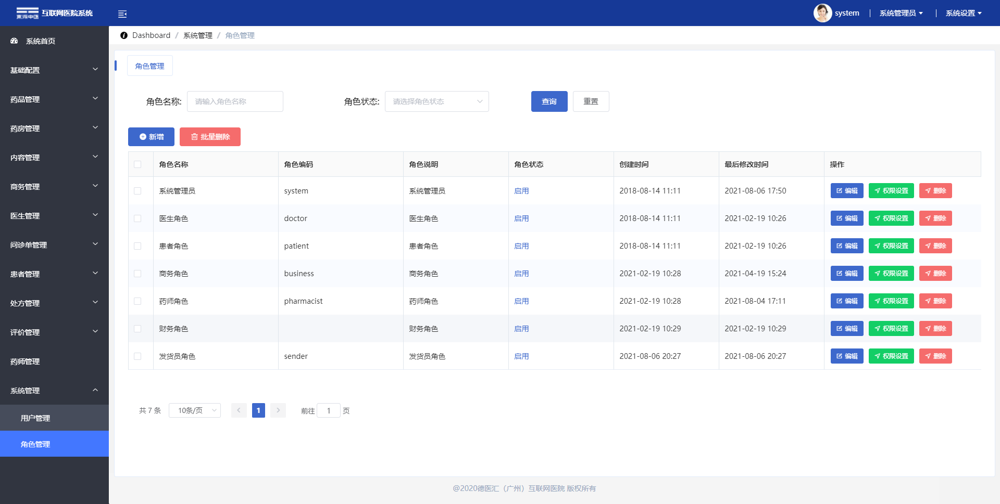 東派中医 互联网医院系统
system 系统管理员 系统设置
Dashboard / 系统管理 / 角色管理
系统首页
基础配置
药品管理
药房管理
内容管理
商务管理
医生管理
问诊单管理
患者管理
处方管理
评价管理
药师管理
系统管理
用户管理
角色管理
角色管理
角色名称: 请输入角色名称 角色状态: 请选择角色状态 查询 重置
新增 批量删除
角色名称 角色编码 角色说明 角色状态 创建时间 最后修改时间 操作
系统管理员 system 系统管理员 启用 2018-08-14 11:11 2021-08-06 17:50 编辑 权限设置 删除
医生角色 doctor 医生角色 启用 2018-08-14 11:11 2021-02-19 10:26 编辑 权限设置 删除
患者角色 patient 患者角色 启用 2018-08-14 11:11 2021-02-19 10:26 编辑 权限设置 删除
商务角色 business 商务角色 启用 2021-02-19 10:28 2021-04-19 15:24 编辑 权限设置 删除
药师角色 pharmacist 药师角色 启用 2021-02-19 10:28 2021-08-04 17:11 编辑 权限设置 删除
财务角色 财务角色 启用 2021-02-19 10:29 2021-02-19 10:29 编辑 权限设置 删除
发货员角色 sender 发货员角色 启用 2021-08-06 20:27 2021-08-06 20:27 编辑 权限设置 删除
共 7 条 10条/页 1 前往 1 页
@2020德医汇（广州）互联网医院 版权所有